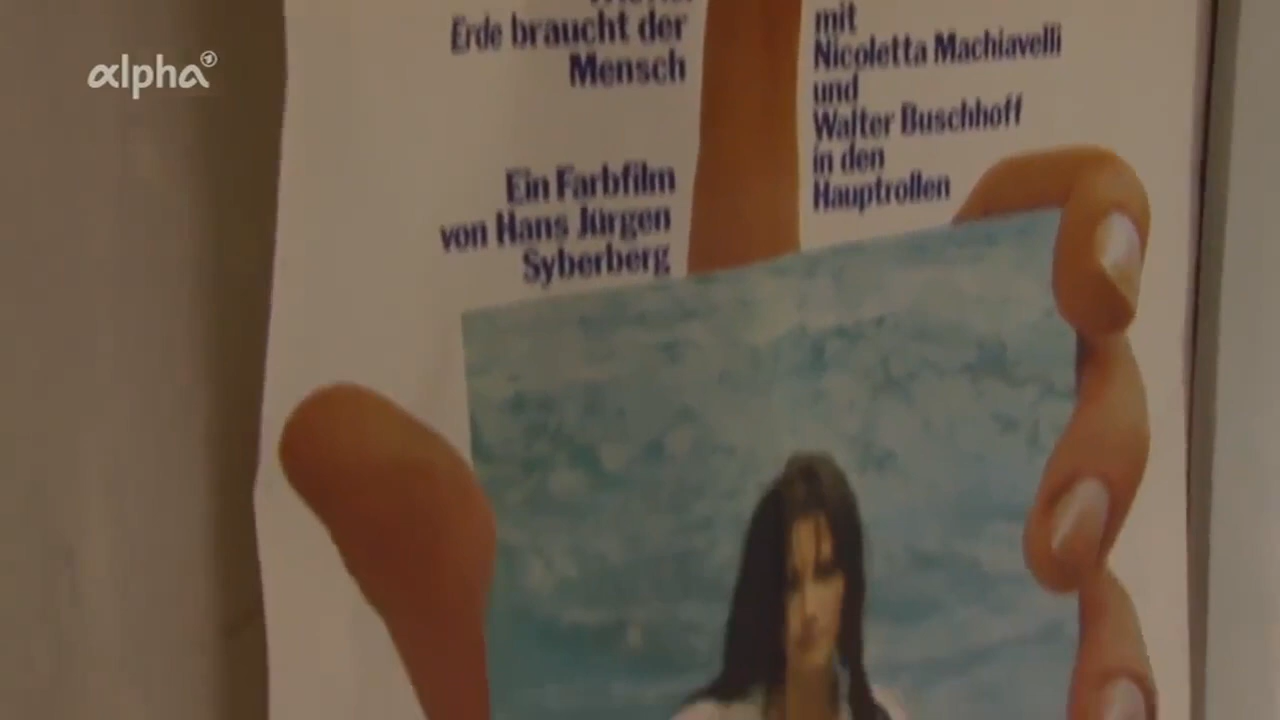 alpha
Erde braucht der
Mensch
Ein Farbfilm
von Hans Jürgen
Syberberg
mit
Nicoletta Machiavelli
und
Walter Buschhoff
in den
Hauptrollen